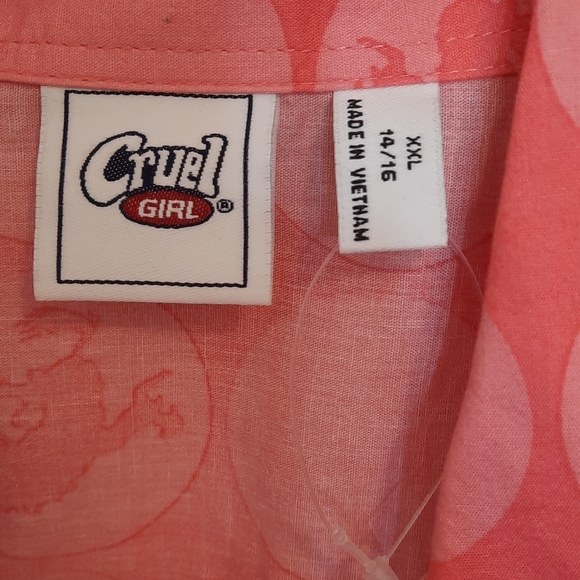 Cruel
GIRL ®
XXL
14/16
MADE IN VIETNAM